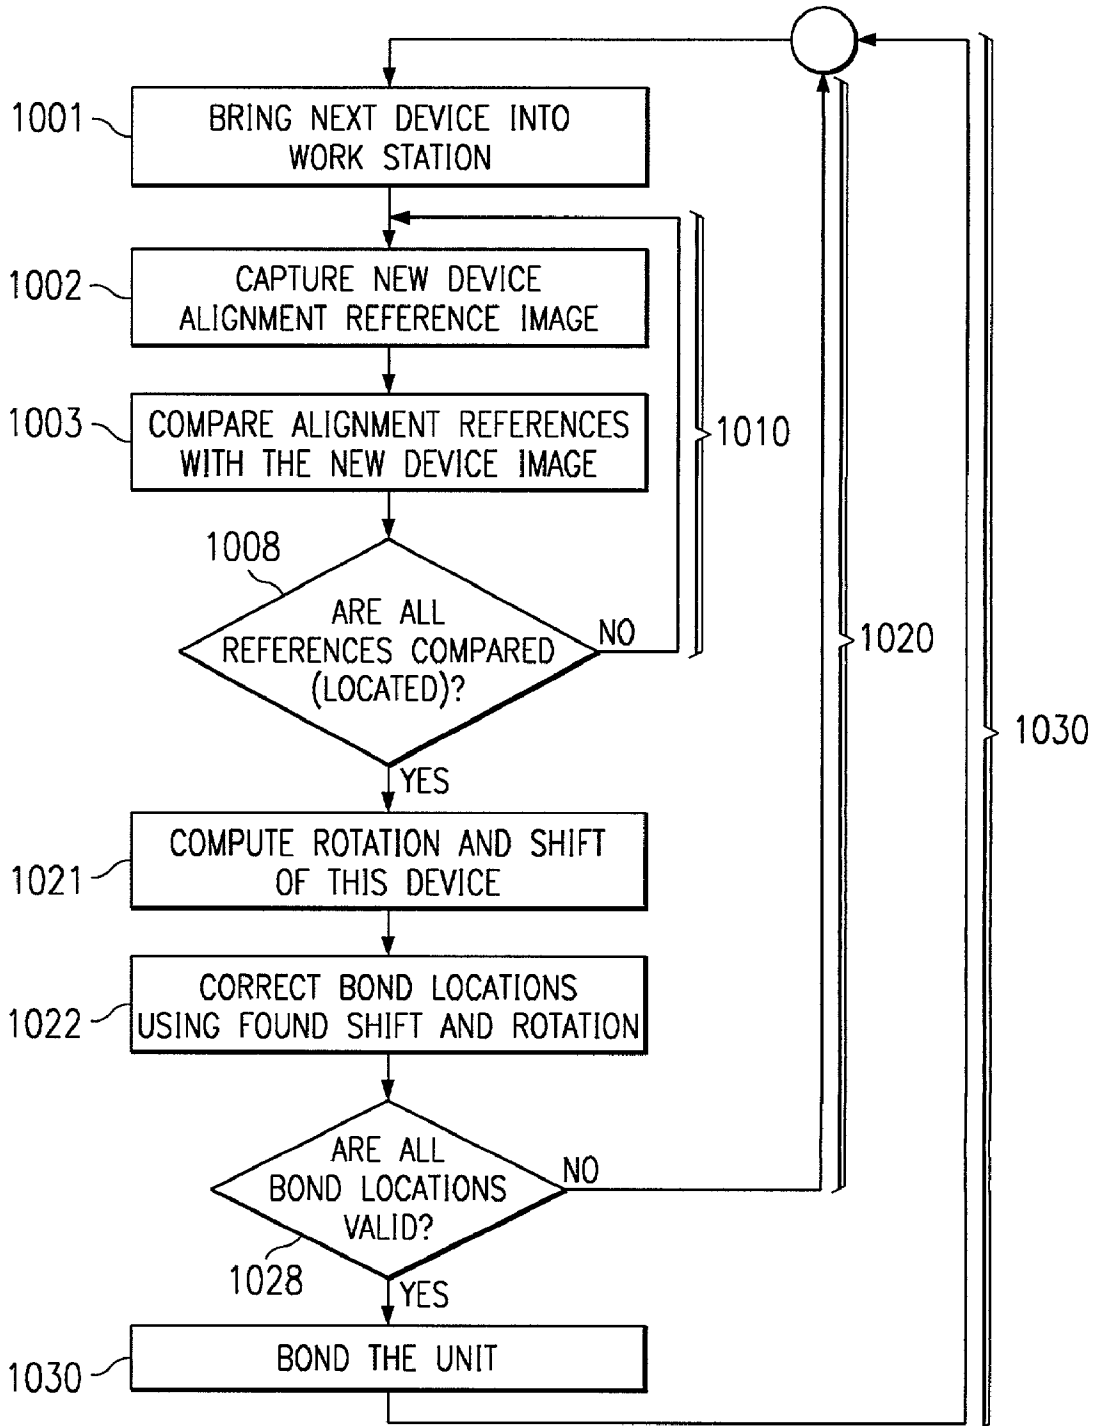 1001
BRING NEXT DEVICE INTO
WORK STATION
1002
CAPTURE NEW DEVICE
ALIGNMENT REFERENCE IMAGE
1003
COMPARE ALIGNMENT REFERENCES
WITH THE NEW DEVICE IMAGE
1010
1008
ARE ALL
REFERENCES COMPARED
(LOCATED)?
NO
1020
1030
YES
1021
COMPUTE ROTATION AND SHIFT
OF THIS DEVICE
1022
CORRECT BOND LOCATIONS
USING FOUND SHIFT AND ROTATION
ARE ALL
BOND LOCATIONS
VALID?
NO
1028
YES
1030
BOND THE UNIT